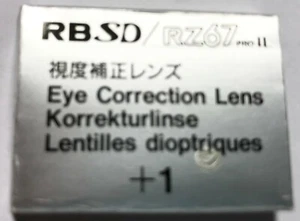 RB SD / RZ67 PRO II
視度補正レンズ
Eye Correction Lens
Korrekturlinse
Lentilles dioptriques
+1